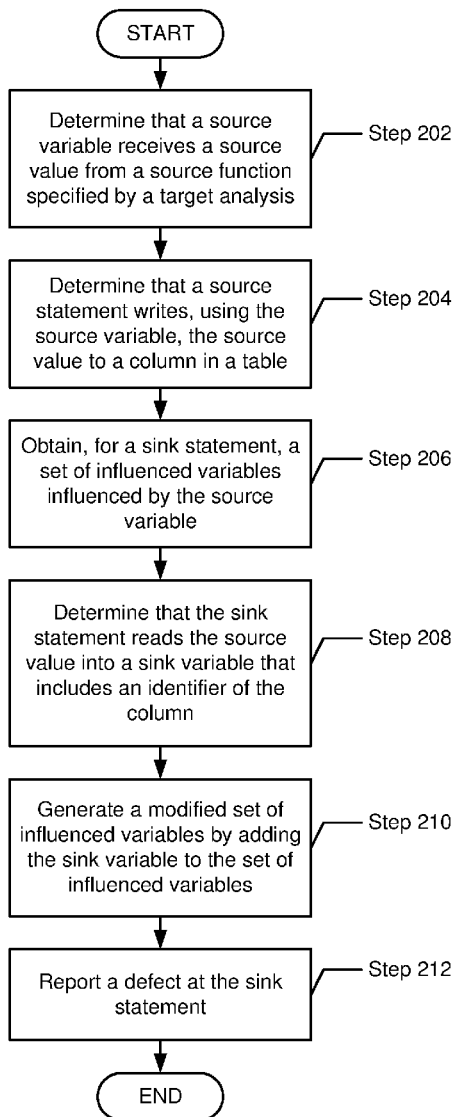 START
Determine that a source
variable receives a source
value from a source function
specified by a target analysis
Step 202
Determine that a source
statement writes, using the
source variable, the source
value to a column in a table
Step 204
Obtain, for a sink statement, a
set of influenced variables
influenced by the source
variable
Step 206
Determine that the sink
statement reads the source
value into a sink variable that
includes an identifier of the
column
Step 208
Generate a modified set of
influenced variables by adding
the sink variable to the set of
influenced variables
Step 210
Report a defect at the sink
statement
Step 212
END